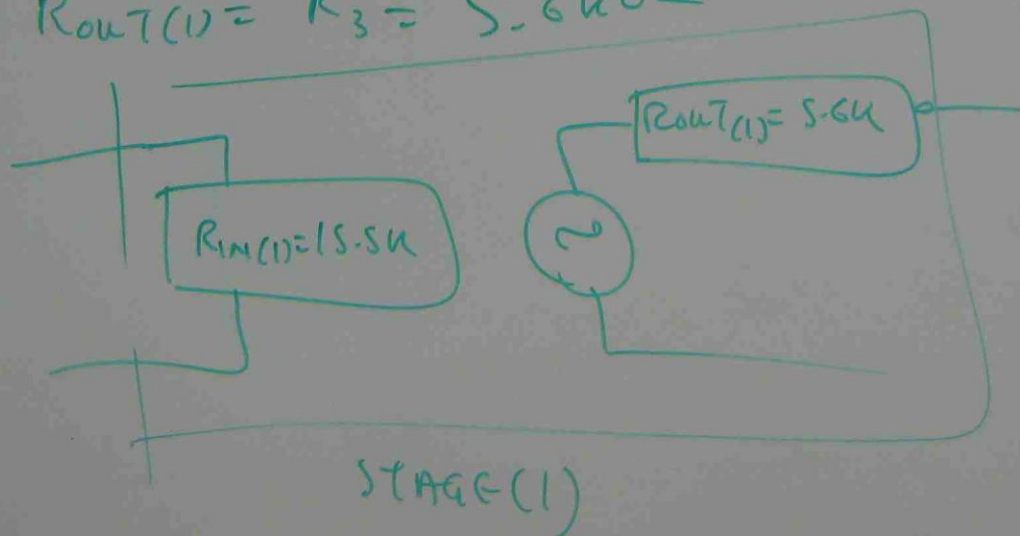 ROUT(1) = R3 = 5.6K
ROUT(1)= 5.6K
RIN(1)=15.5K
~
STAGE(1)